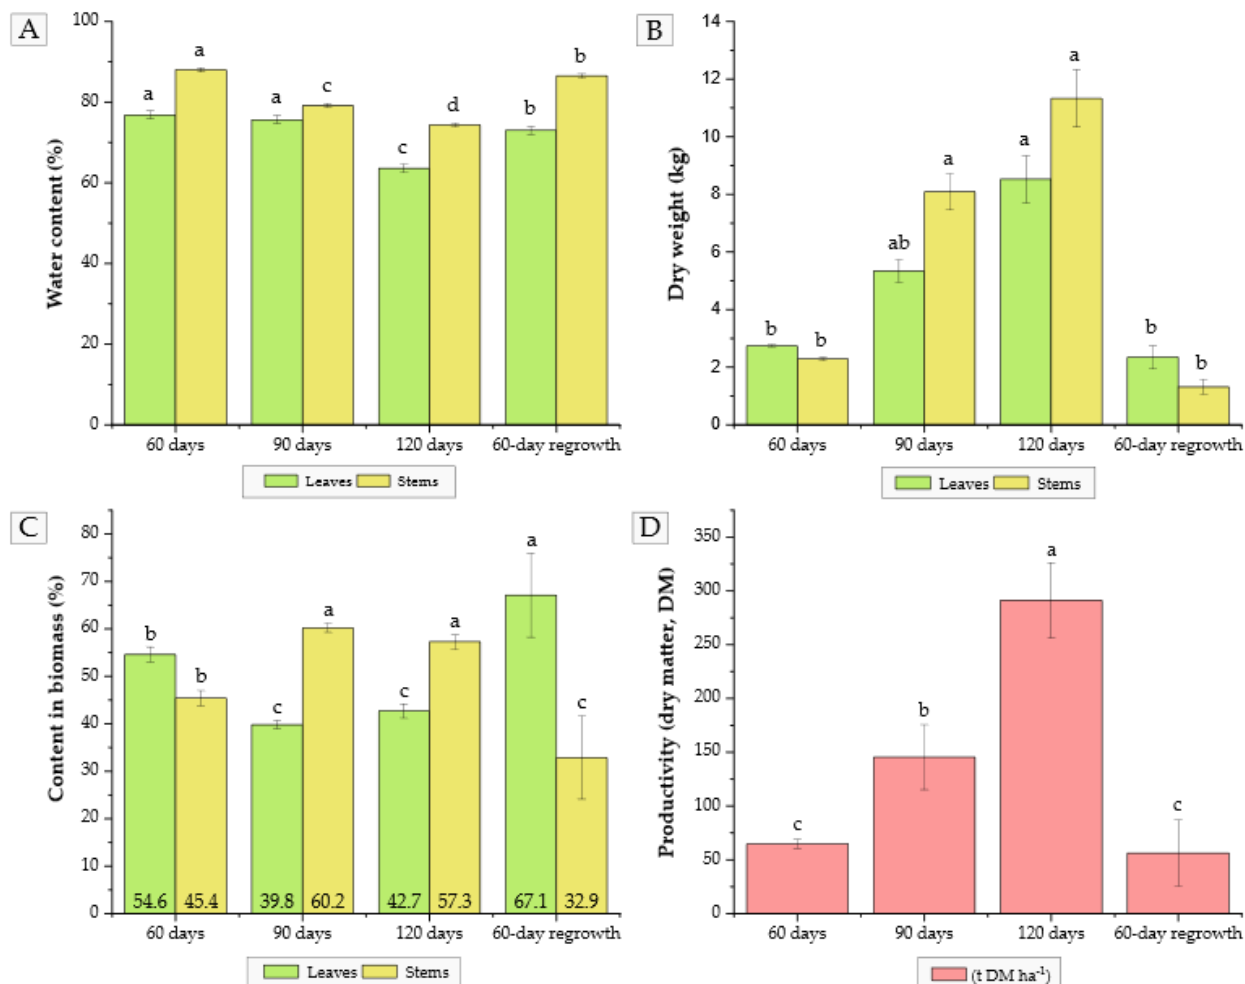 A
Water content (%)
100
80
60
40
20
0
a
a
a
c
c
d
b
b
60 days
90 days
120 days
60-day regrowth
Leaves
Stems
B
Dry weight (kg)
14
12
10
8
6
4
2
0
b
b
ab
a
a
a
b
b
60 days
90 days
120 days
60-day regrowth
Leaves
Stems
C
Content in biomass (%)
80
70
60
50
40
30
20
10
0
b
b
c
a
c
a
a
c
54.6
45.4
39.8
60.2
42.7
57.3
67.1
32.9
60 days
90 days
120 days
60-day regrowth
Leaves
Stems
D
Productivity (dry matter, DM)
350
300
250
200
150
100
50
0
c
b
a
c
60 days
90 days
120 days
60-day regrowth
(t DM ha⁻¹)